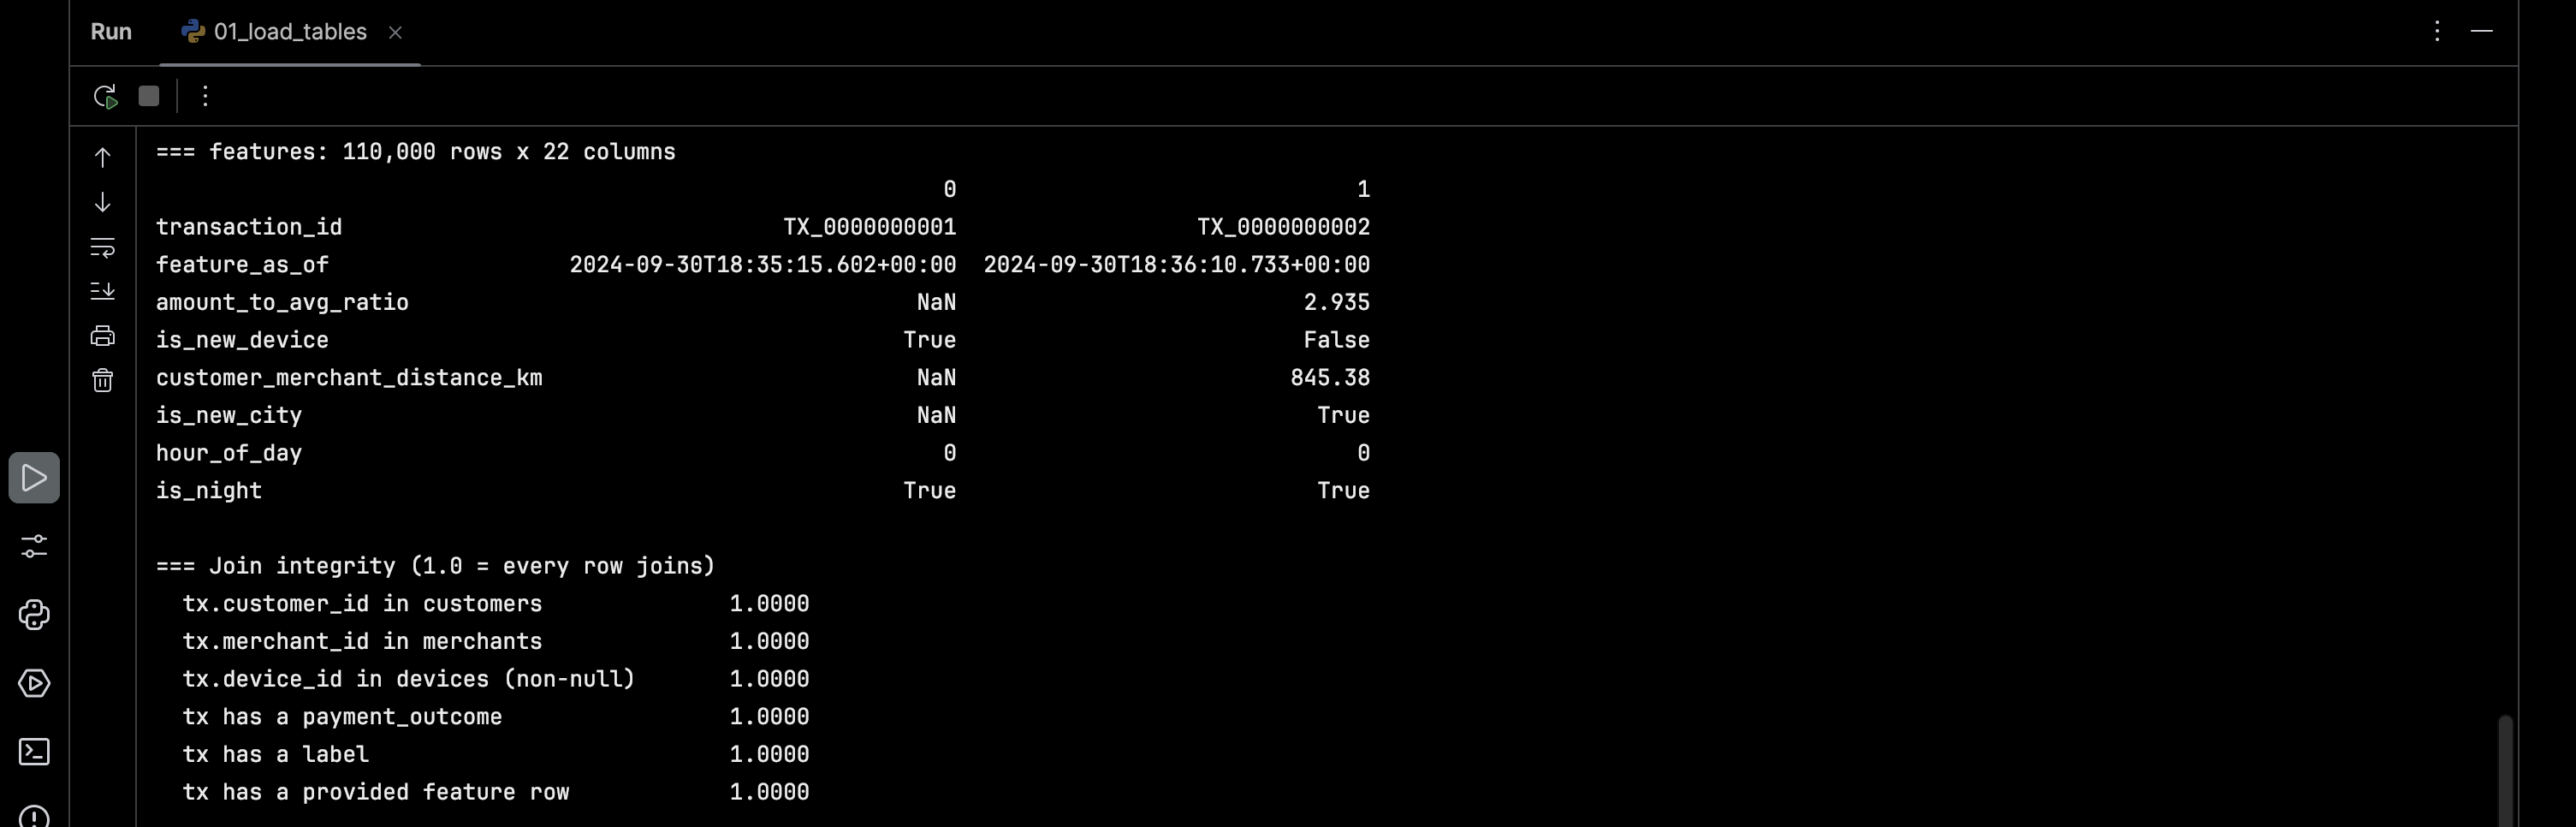 Run 01_load_tables
=== features: 110,000 rows x 22 columns
0 1
transaction_id TX_0000000001 TX_0000000002
feature_as_of 2024-09-30T18:35:15.602+00:00 2024-09-30T18:36:10.733+00:00
amount_to_avg_ratio NaN 2.935
is_new_device True False
customer_merchant_distance_km NaN 845.38
is_new_city NaN True
hour_of_day 0 0
is_night True True
=== Join integrity (1.0 = every row joins)
tx.customer_id in customers 1.0000
tx.merchant_id in merchants 1.0000
tx.device_id in devices (non-null) 1.0000
tx has a payment_outcome 1.0000
tx has a label 1.0000
tx has a provided feature row 1.0000